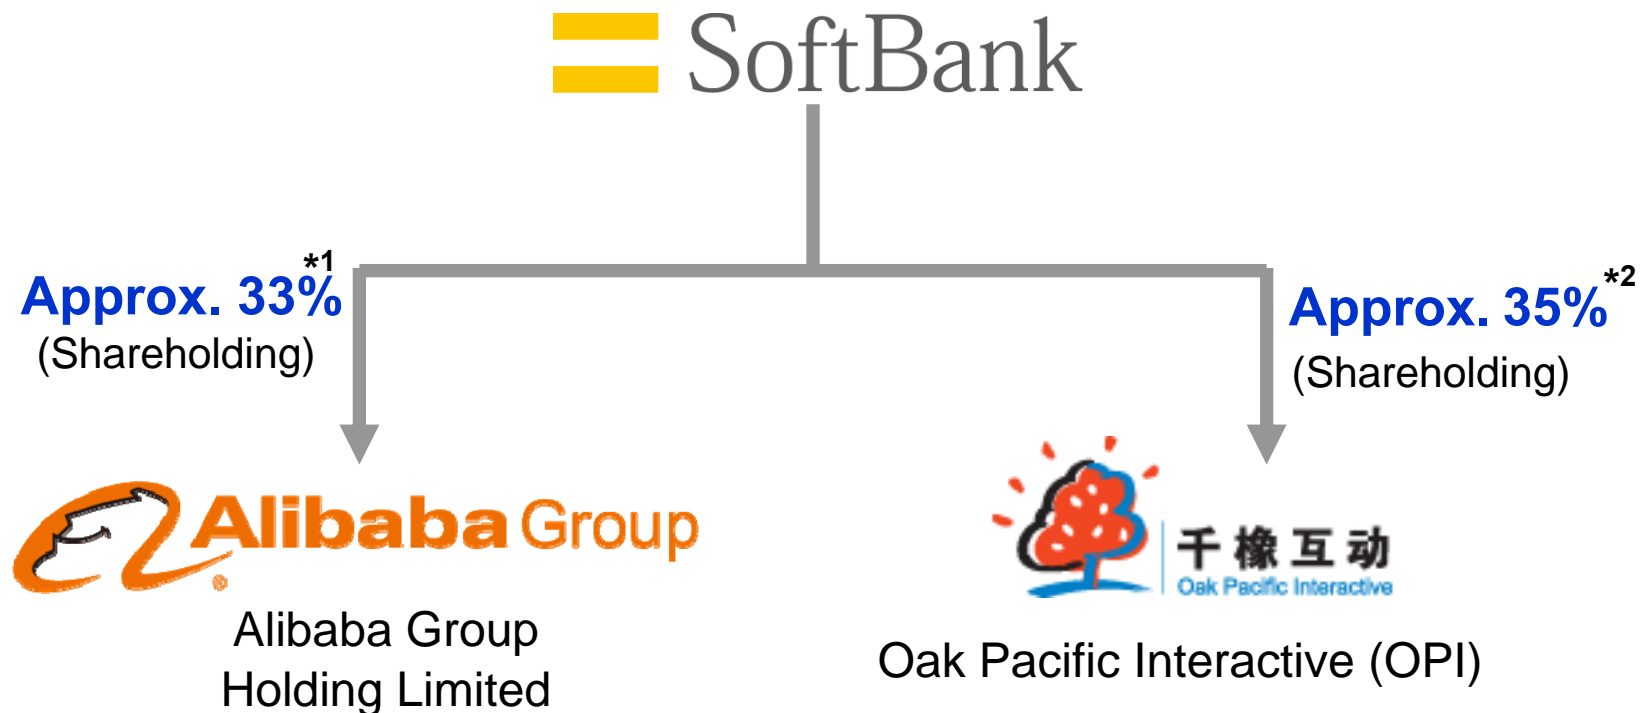 SoftBank
Approx. 33%*1
(Shareholding)
Approx. 35%*2
(Shareholding)
Alibaba Group
®
千橡互动
Oak Pacific Interactive
Alibaba Group
Holding Limited
Oak Pacific Interactive (OPI)